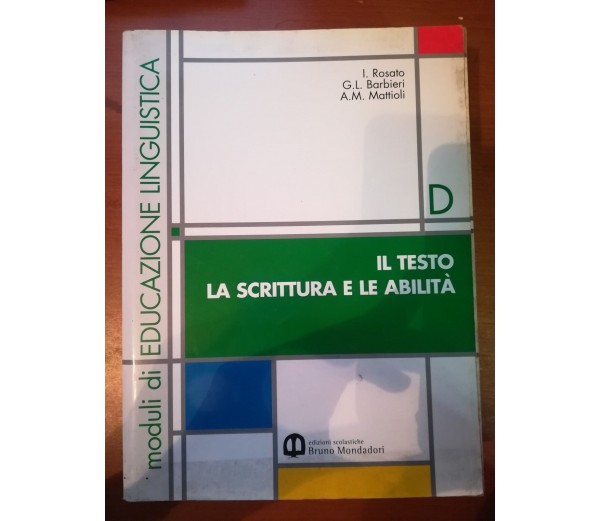 moduli di EDUCAZIONE LINGUISTICA
I. Rosato
G.L. Barbieri
A.M. Mattioli
D
IL TESTO
LA SCRITTURA E LE ABILITÀ
edizioni scolastiche
Bruno Mondadori